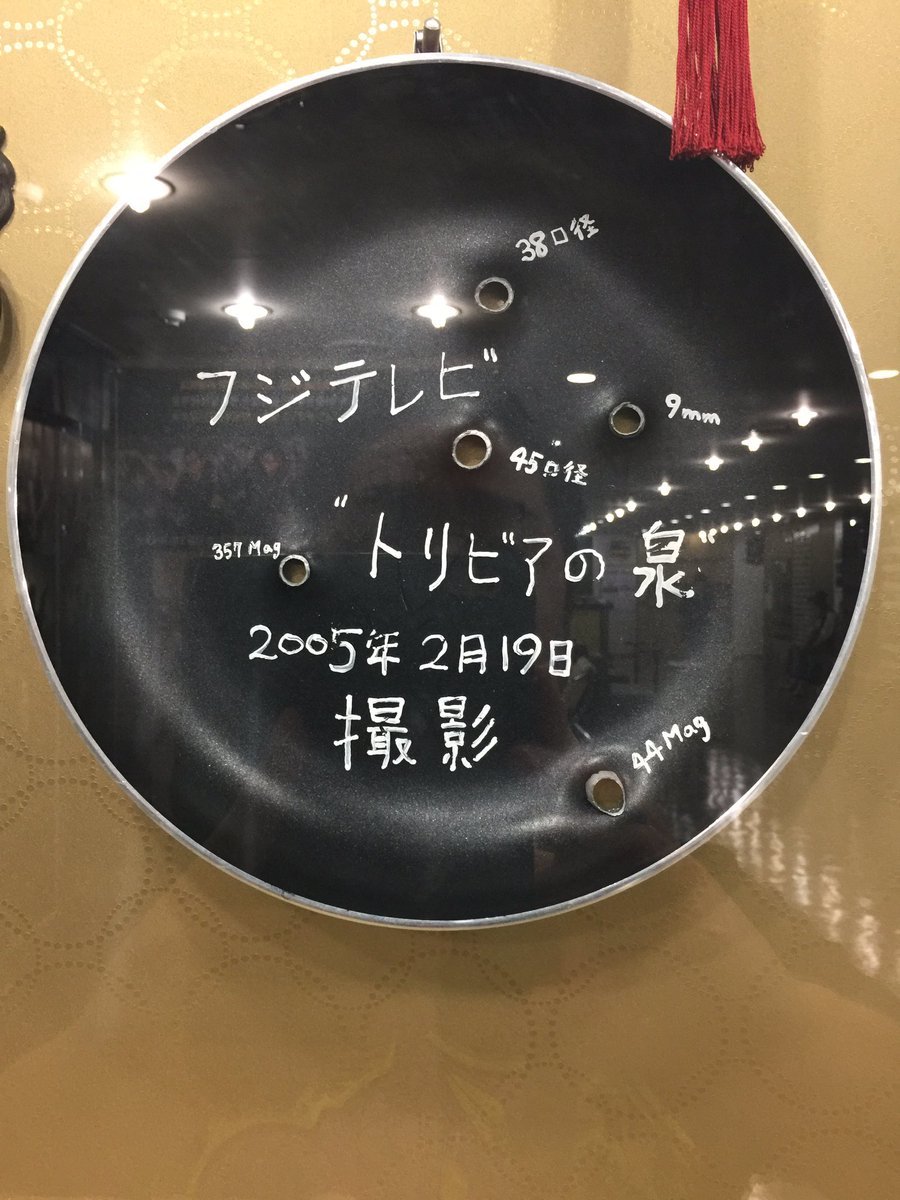 38口径
フジテレビ"
9mm
45口径
357 Mag
"トリビアの泉"
2005年2月19日
撮影
44 Mag